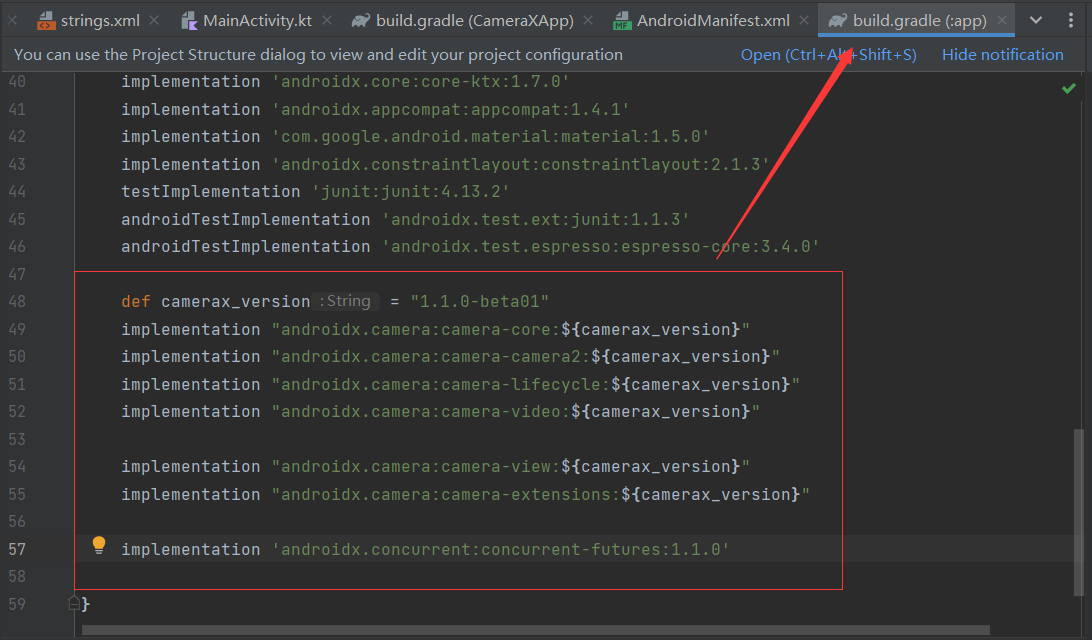 strings.xml MainActivity.kt build.gradle (CameraXApp) AndroidManifest.xml build.gradle (:app)
You can use the Project Structure dialog to view and edit your project configuration Open (Ctrl+Alt+Shift+S) Hide notification
40 implementation 'androidx.core:core-ktx:1.7.0'
41 implementation 'androidx.appcompat:appcompat:1.4.1'
42 implementation 'com.google.android.material:material:1.5.0'
43 implementation 'androidx.constraintlayout:constraintlayout:2.1.3'
44 testImplementation 'junit:junit:4.13.2'
45 androidTestImplementation 'androidx.test.ext:junit:1.1.3'
46 androidTestImplementation 'androidx.test.espresso:espresso-core:3.4.0'
47
48 def camerax_version : String = "1.1.0-beta01"
49 implementation "androidx.camera:camera-core:${camerax_version}"
50 implementation "androidx.camera:camera-camera2:${camerax_version}"
51 implementation "androidx.camera:camera-lifecycle:${camerax_version}"
52 implementation "androidx.camera:camera-video:${camerax_version}"
53
54 implementation "androidx.camera:camera-view:${camerax_version}"
55 implementation "androidx.camera:camera-extensions:${camerax_version}"
56
57 implementation 'androidx.concurrent:concurrent-futures:1.1.0'
58
59 }